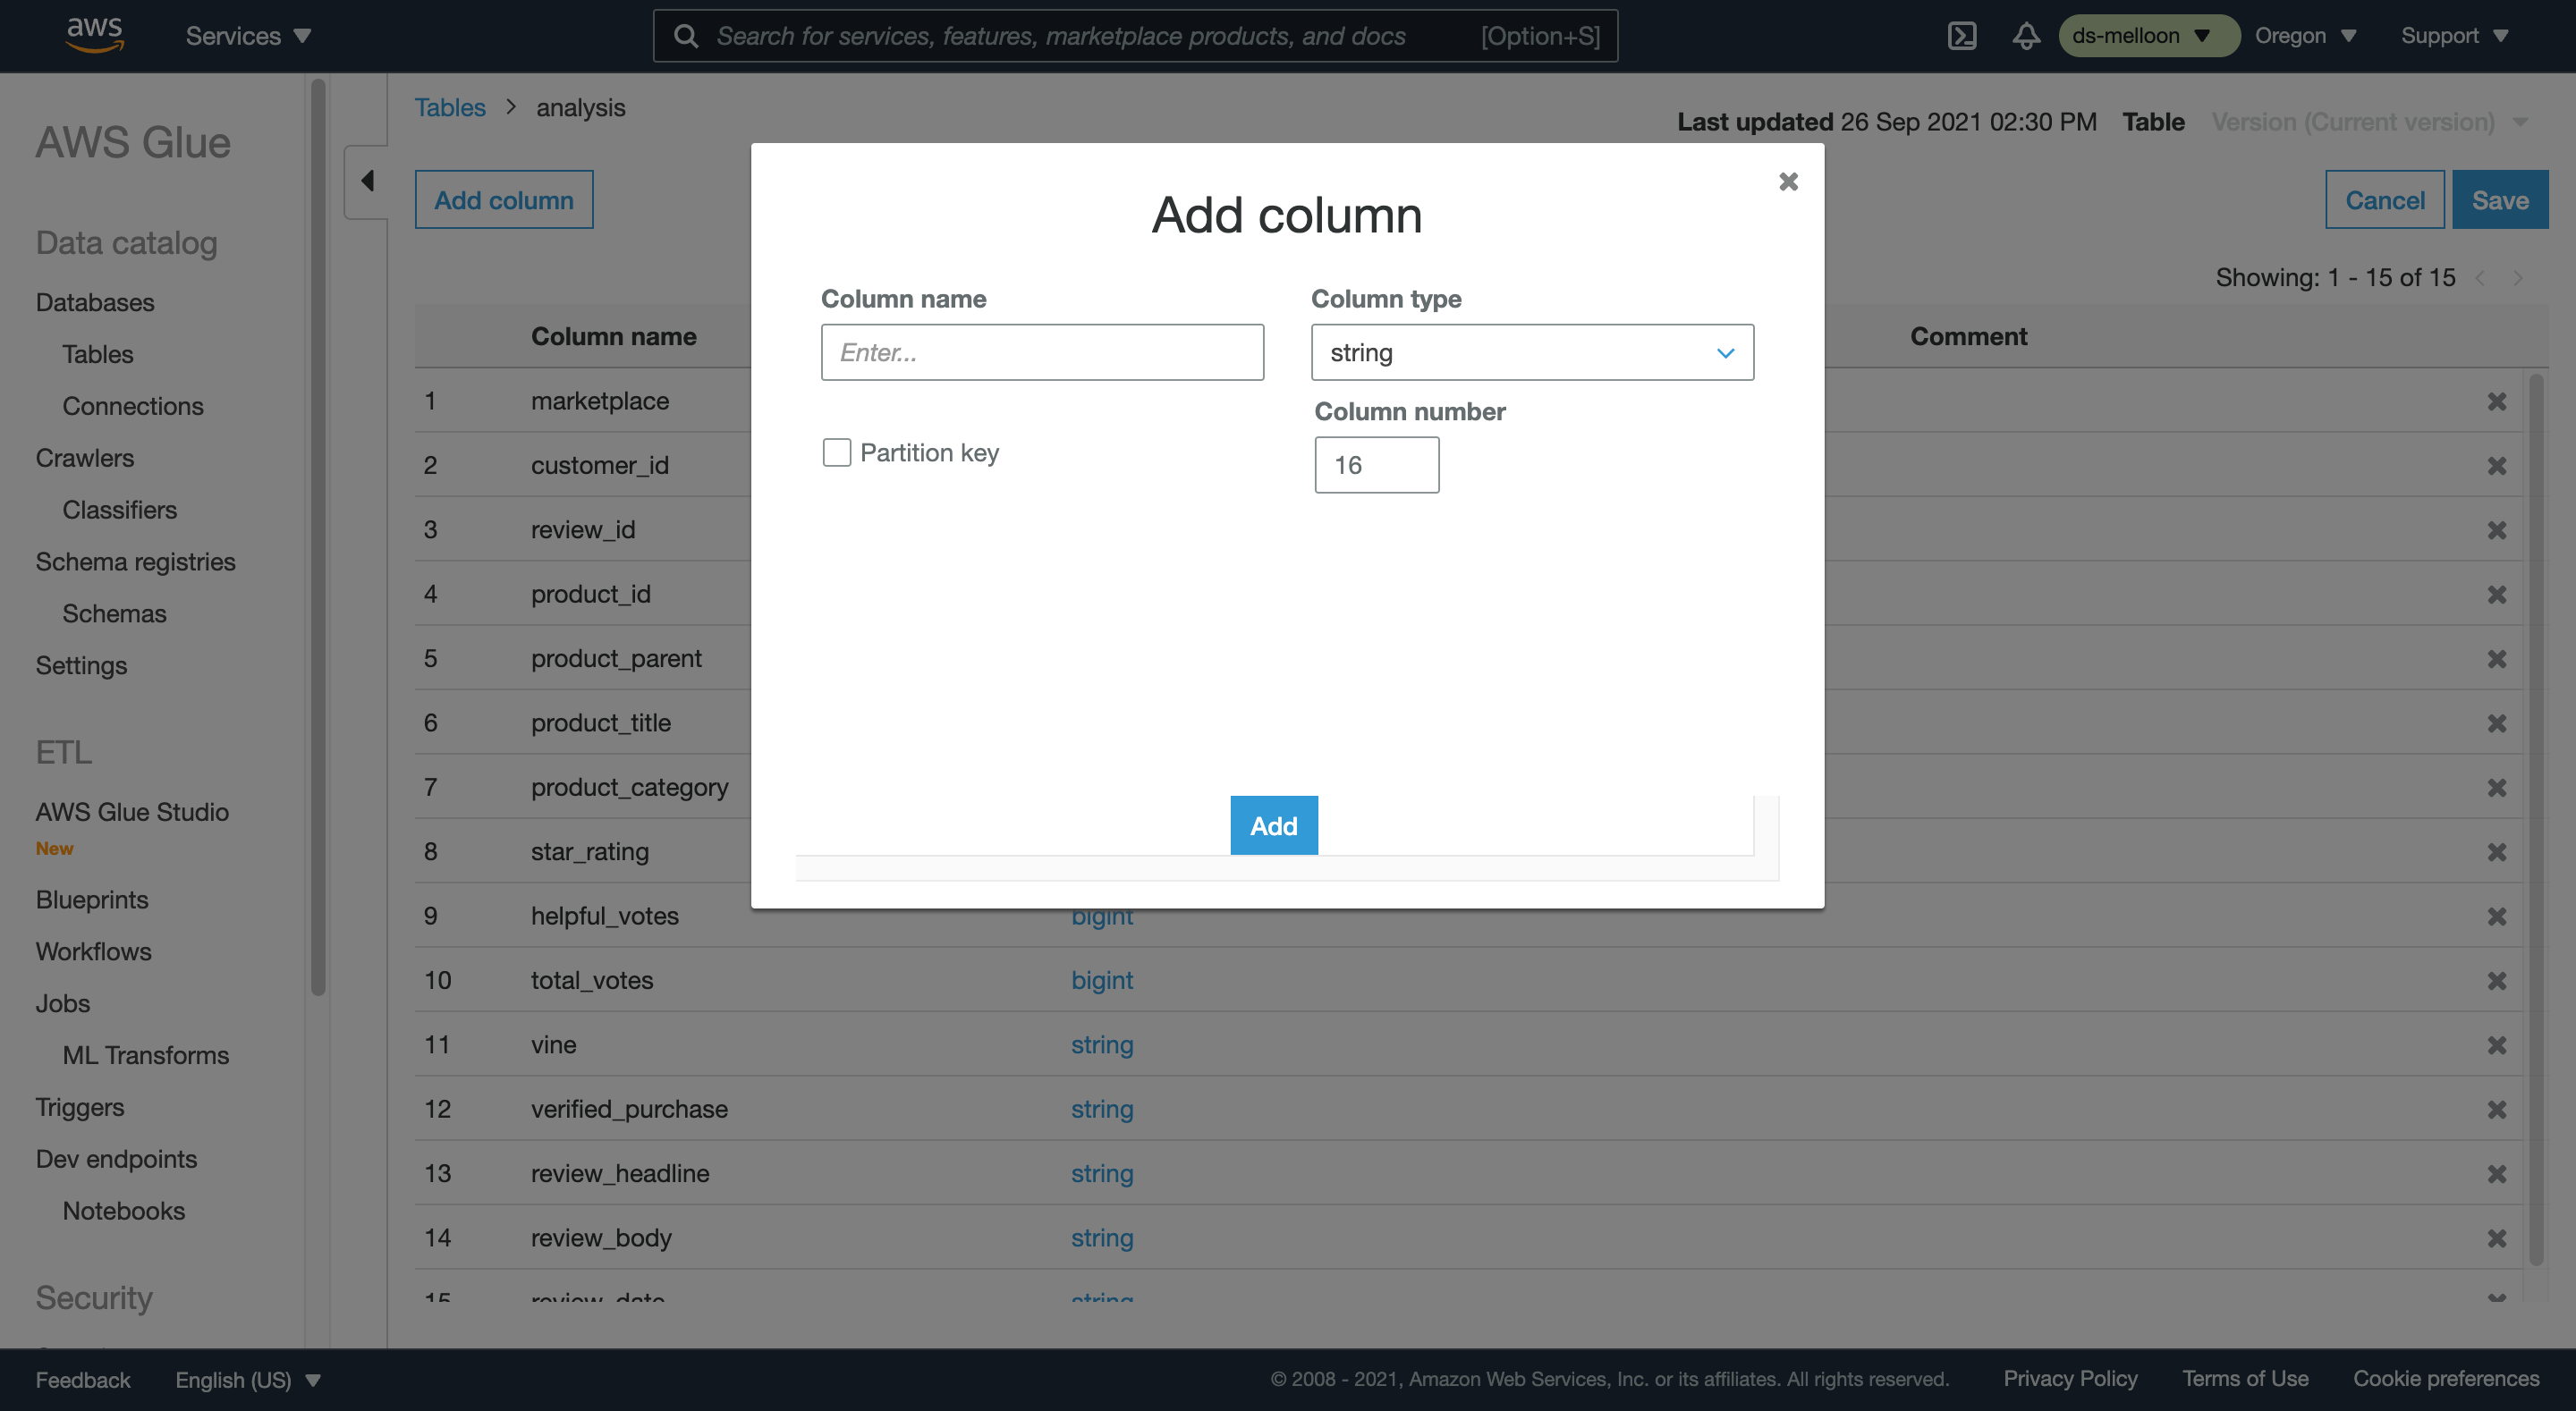 aws Services Search for services, features, marketplace products, and docs [Option+S] ds-melloon Oregon Support
AWS Glue
Data catalog
Databases
Tables
Connections
Crawlers
Classifiers
Schema registries
Schemas
Settings
ETL
AWS Glue Studio
New
Blueprints
Workflows
Jobs
ML Transforms
Triggers
Dev endpoints
Notebooks
Security
Tables > analysis
Last updated 26 Sep 2021 02:30 PM Table Version (Current version)
Add column
Cancel Save
Showing: 1 - 15 of 15
Column name Comment
1 marketplace
2 customer_id
3 review_id
4 product_id
5 product_parent
6 product_title
7 product_category
8 star_rating
9 helpful_votes bigint
10 total_votes bigint
11 vine string
12 verified_purchase string
13 review_headline string
14 review_body string
15 review_date string
Add column
Column name Column type
Enter... string
Column number
Partition key 16
Add
Feedback English (US) © 2008 - 2021, Amazon Web Services, Inc. or its affiliates. All rights reserved. Privacy Policy Terms of Use Cookie preferences